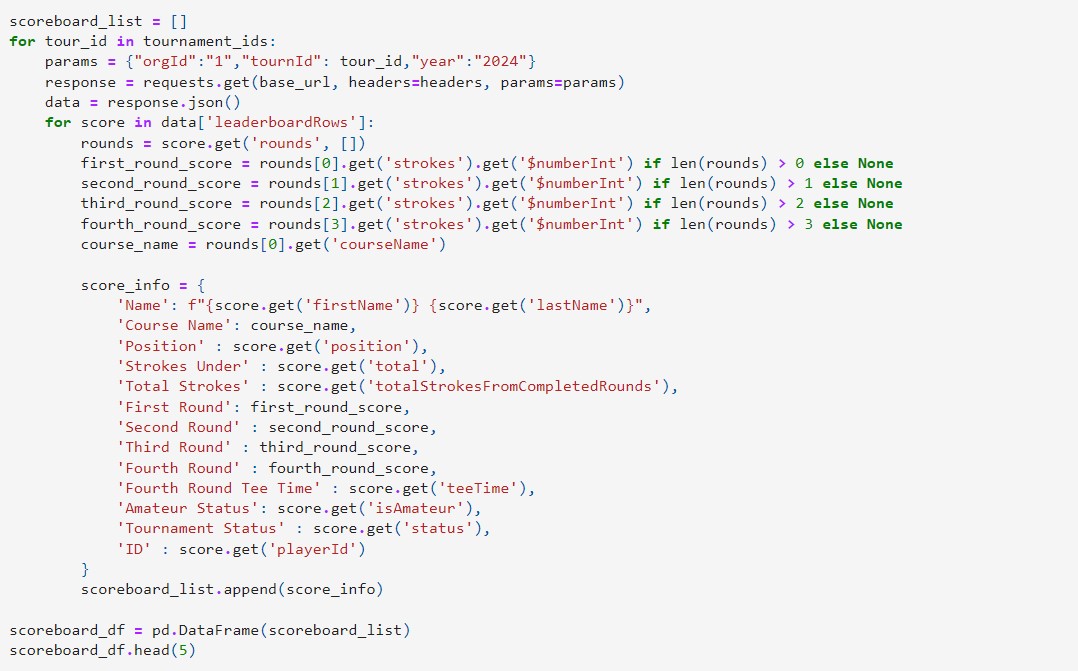 scoreboard_list = []
for tour_id in tournament_ids:
    params = {"orgId":"1","tournId": tour_id,"year":"2024"}
    response = requests.get(base_url, headers=headers, params=params)
    data = response.json()
    for score in data['leaderboardRows']:
        rounds = score.get('rounds', [])
        first_round_score = rounds[0].get('strokes').get('$numberInt') if len(rounds) > 0 else None
        second_round_score = rounds[1].get('strokes').get('$numberInt') if len(rounds) > 1 else None
        third_round_score = rounds[2].get('strokes').get('$numberInt') if len(rounds) > 2 else None
        fourth_round_score = rounds[3].get('strokes').get('$numberInt') if len(rounds) > 3 else None
        course_name = rounds[0].get('courseName')

        score_info = {
            'Name': f"{score.get('firstName')} {score.get('lastName')}",
            'Course Name': course_name,
            'Position' : score.get('position'),
            'Strokes Under' : score.get('total'),
            'Total Strokes' : score.get('totalStrokesFromCompletedRounds'),
            'First Round': first_round_score,
            'Second Round' : second_round_score,
            'Third Round' : third_round_score,
            'Fourth Round' : fourth_round_score,
            'Fourth Round Tee Time' : score.get('teeTime'),
            'Amateur Status': score.get('isAmateur'),
            'Tournament Status' : score.get('status'),
            'ID' : score.get('playerId')
        }
        scoreboard_list.append(score_info)

scoreboard_df = pd.DataFrame(scoreboard_list)
scoreboard_df.head(5)